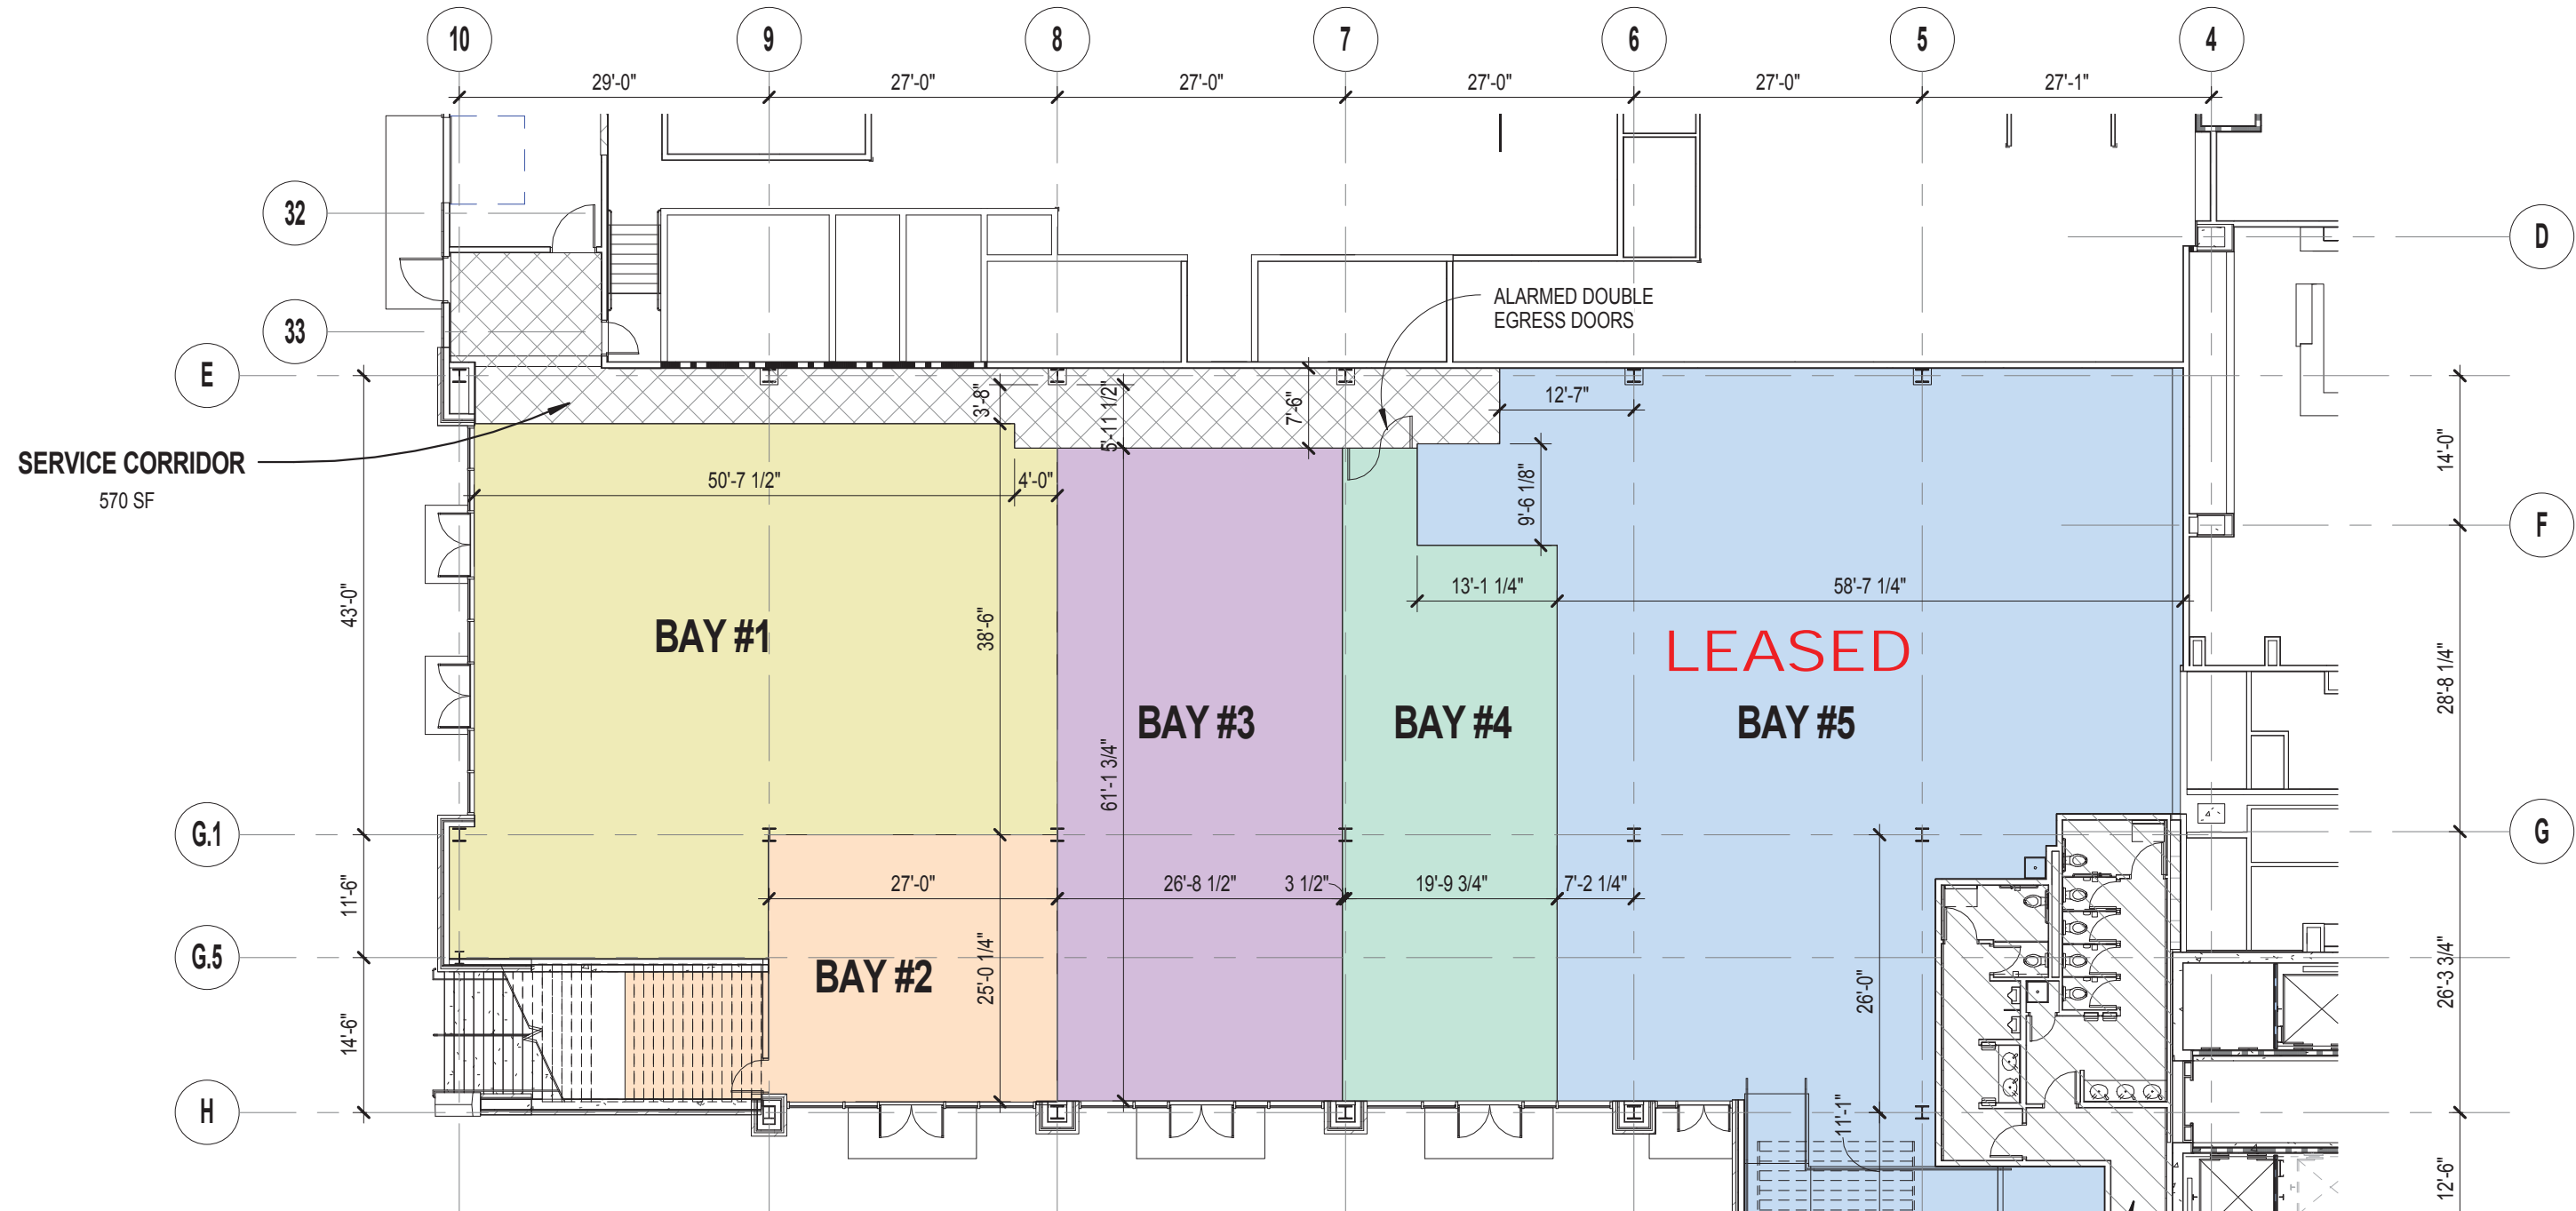 10 9 8 7 6 5 4
29'-0" 27'-0" 27'-0" 27'-0" 27'-0" 27'-1"
32
D
33
ALARMED DOUBLE
EGRESS DOORS
E
3'-8"
5'-11 1/2"
7'-6"
12'-7"
SERVICE CORRIDOR
570 SF
50'-7 1/2"
4'-0"
9'-6 1/8"
14'-0"
F
13'-1 1/4"
58'-7 1/4"
43'-0"
38'-6"
BAY #1
LEASED
28'-8 1/4"
BAY #3
BAY #4
BAY #5
61'-1 3/4"
G.1
G
11'-6"
27'-0"
26'-8 1/2"
3 1/2"
19'-9 3/4"
7'-2 1/4"
G.5
BAY #2
25'-0 1/4"
26'-0"
26'-3 3/4"
14'-6"
H
11'-1"
12'-6"